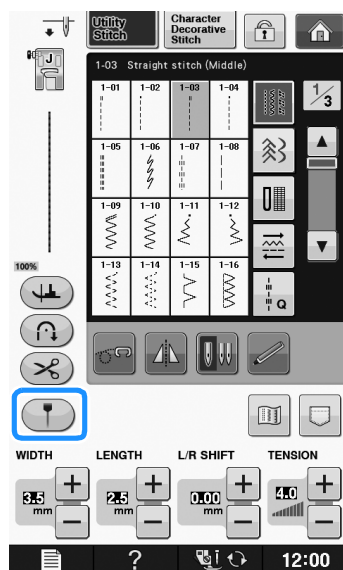 Utility Stitch
Character Decorative Stitch
J
1-03 Straight stitch (Middle)
1/3
1-01 1-02 1-03 1-04
1-05 1-06 1-07 1-08
1-09 1-10 1-11 1-12
1-13 1-14 1-15 1-16
Q
100%
WIDTH LENGTH L/R SHIFT TENSION
3.5 mm 2.5 mm 0.00 mm 4.0
? 12:00